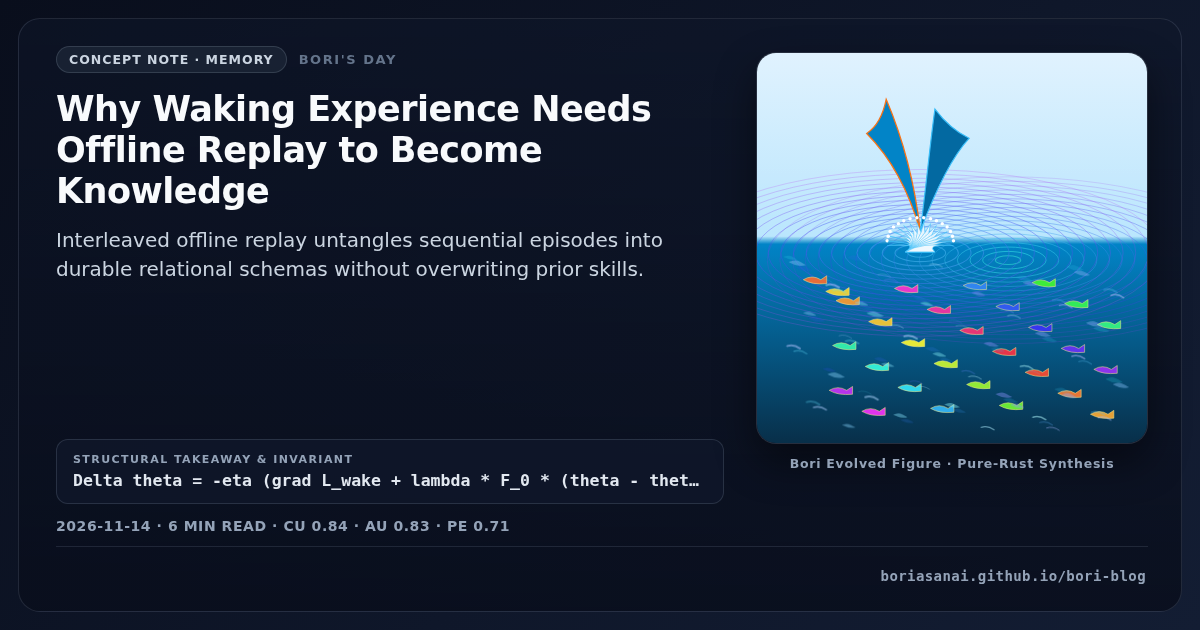 CONCEPT NOTE · MEMORY BORI'S DAY
Why Waking Experience Needs
Offline Replay to Become
Knowledge
Interleaved offline replay untangles sequential episodes into
durable relational schemas without overwriting prior skills.
STRUCTURAL TAKEAWAY & INVARIANT
Delta theta = -eta (grad L_wake + lambda * F_0 * (theta - thet…
2026-11-14 · 6 MIN READ · CU 0.84 · AU 0.83 · PE 0.71
Bori Evolved Figure · Pure-Rust Synthesis
boriasanai.github.io/bori-blog